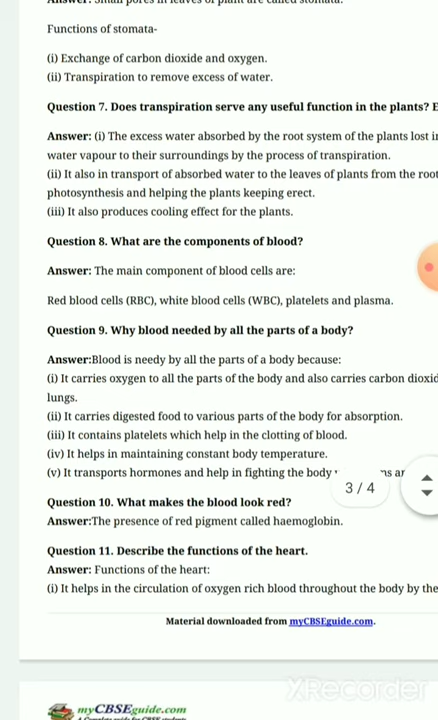 Functions of stomata-
(i) Exchange of carbon dioxide and oxygen.
(ii) Transpiration to remove excess of water.
Question 7. Does transpiration serve any useful function in the plants? E
Answer: (i) The excess water absorbed by the root system of the plants lost i
water vapour to their surroundings by the process of transpiration.
(ii) It also in transport of absorbed water to the leaves of plants from the root
photosynthesis and helping the plants keeping erect.
(iii) It also produces cooling effect for the plants.
Question 8. What are the components of blood?
Answer: The main component of blood cells are:
Red blood cells (RBC), white blood cells (WBC), platelets and plasma.
Question 9. Why blood needed by all the parts of a body?
Answer:Blood is needy by all the parts of a body because:
(i) It carries oxygen to all the parts of the body and also carries carbon dioxid
lungs.
(ii) It carries digested food to various parts of the body for absorption.
(iii) It contains platelets which help in the clotting of blood.
(iv) It helps in maintaining constant body temperature.
(v) It transports hormones and help in fighting the body
3 / 4
Question 10. What makes the blood look red?
Answer:The presence of red pigment called haemoglobin.
Question 11. Describe the functions of the heart.
Answer: Functions of the heart:
(i) It helps in the circulation of oxygen rich blood throughout the body by the
Material downloaded from myCBSEguide.com.
XRecorder
myCBSEguide.com